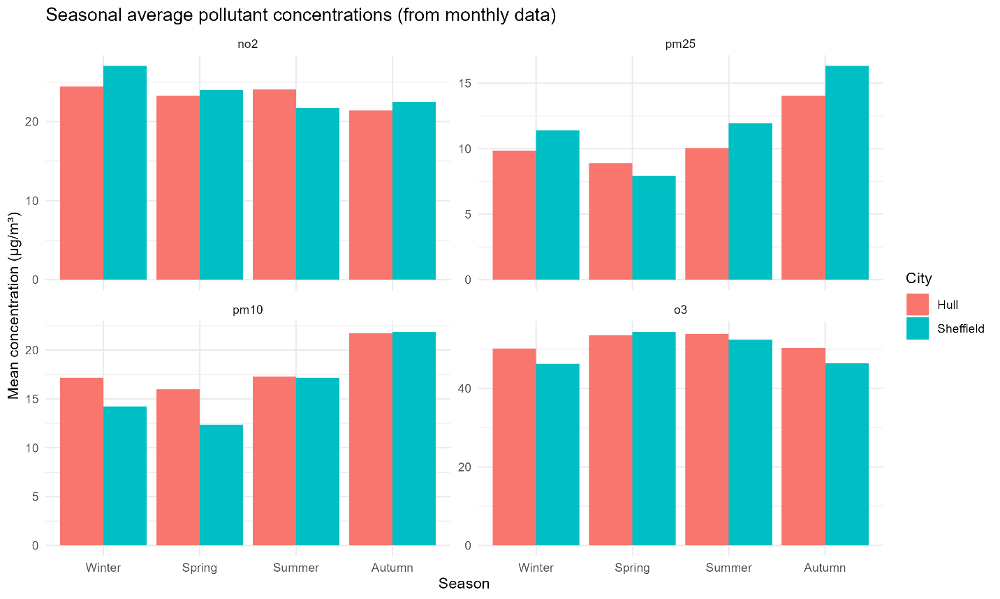 Seasonal average pollutant concentrations (from monthly data)
no2
pm25
20
10
0
15
10
5
0
pm10
o3
20
15
10
5
0
40
20
0
Winter
Spring
Summer
Autumn
Winter
Spring
Summer
Autumn
Season
Mean concentration (µg/m³)
City
Hull
Sheffield